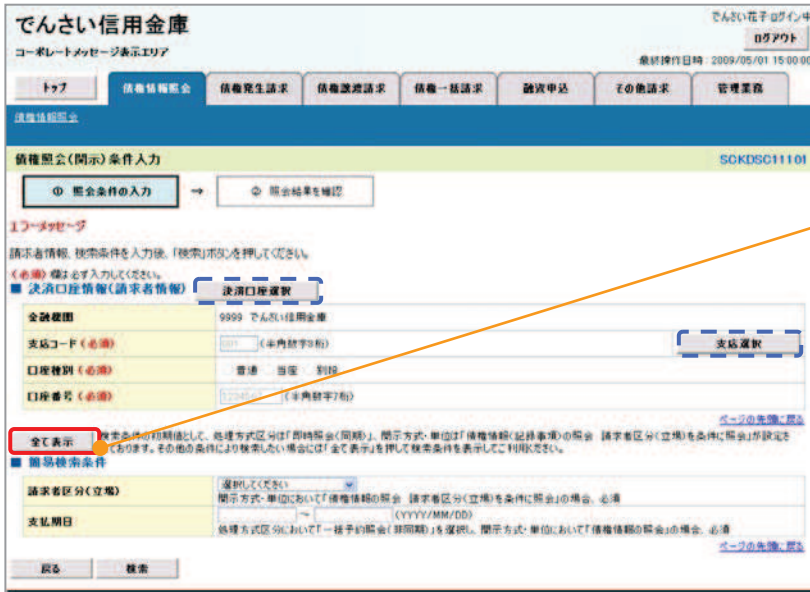 でんさい信用金庫
コーポレートメッセージ表示エリア
でんさい花子 ログイン中
ログアウト
最終操作日時：2009/05/01 15:00:00
トップ 債権情報照会 債権発生請求 債権譲渡請求 債権一括請求 融資申込 その他請求 管理業務
債権情報照会
債権照会（開示）条件入力 SCKDSC11101
① 照会条件の入力 → ② 照会結果を確認
エラーメッセージ
請求者情報、検索条件を入力後、「検索」ボタンを押してください。
（必須）欄は必ず入力してください。
■ 決済口座情報（請求者情報） 決済口座選択
金融機関 9999 でんさい信用金庫
支店コード（必須） （半角数字3桁） 支店選択
口座種別（必須） 普通 当座 別段
口座番号（必須） （半角数字7桁）
ページの先頭に戻る
全て表示 検索条件の初期値として、処理方式区分は「即時照会（同期）」、開示方式・単位は「債権情報（記録事項）の照会 請求者区分（立場）を条件に照会」が設定さ
ております。その他の条件により検索したい場合には「全て表示」を押して検索条件を表示してご利用ください。
■ 簡易検索条件
請求者区分（立場） 選択してください
開示方式・単位において「債権情報の照会 請求者区分（立場）を条件に照会」の場合、必須
支払期日 ～ （YYYY/MM/DD）
処理方式区分において「一括予約照会（非同期）」を選択し、開示方式・単位において「債権情報の照会」の場合、必須
ページの先頭に戻る
戻る 検索